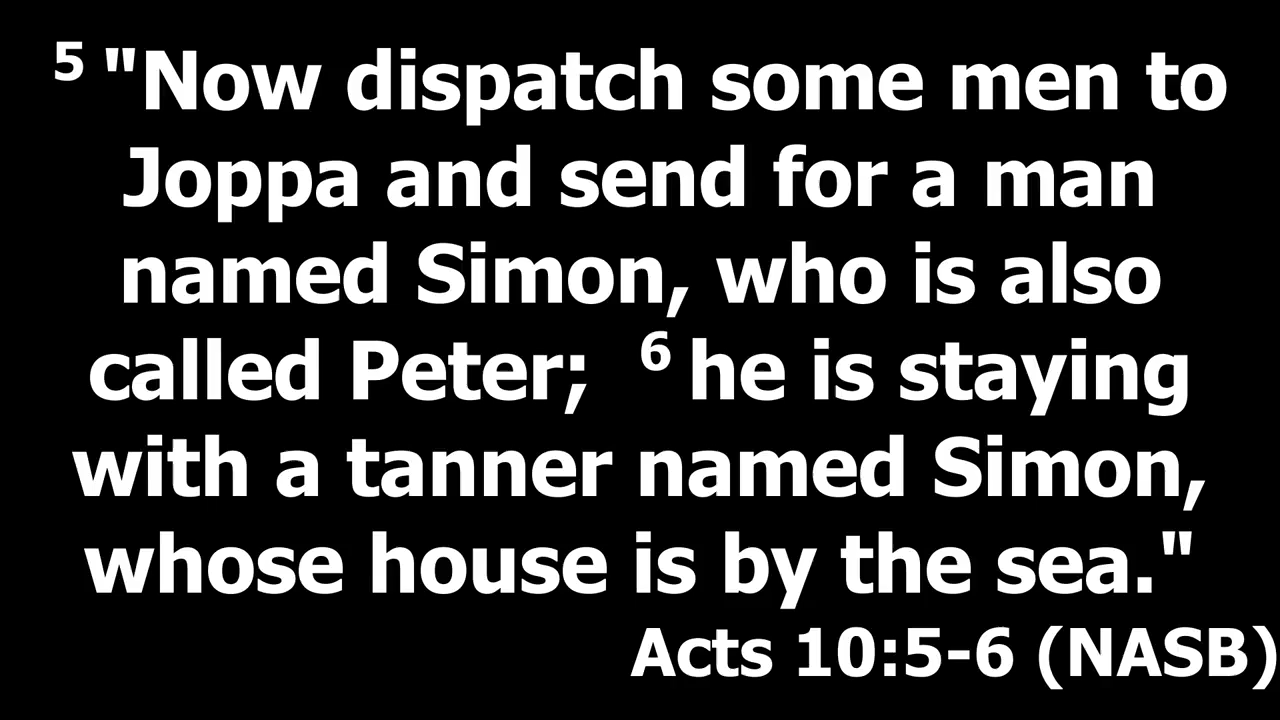 5 "Now dispatch some men to
Joppa and send for a man
named Simon, who is also
called Peter; 6 he is staying
with a tanner named Simon,
whose house is by the sea."
Acts 10:5-6 (NASB)